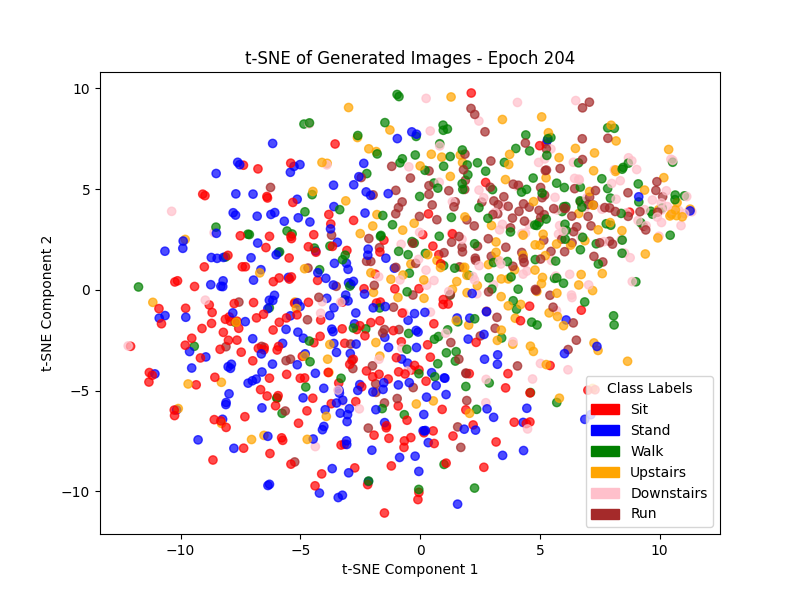 t-SNE of Generated Images - Epoch 204
10
5
0
−5
−10
t-SNE Component 2
−10
−5
0
5
10
t-SNE Component 1
Class Labels
Sit
Stand
Walk
Upstairs
Downstairs
Run